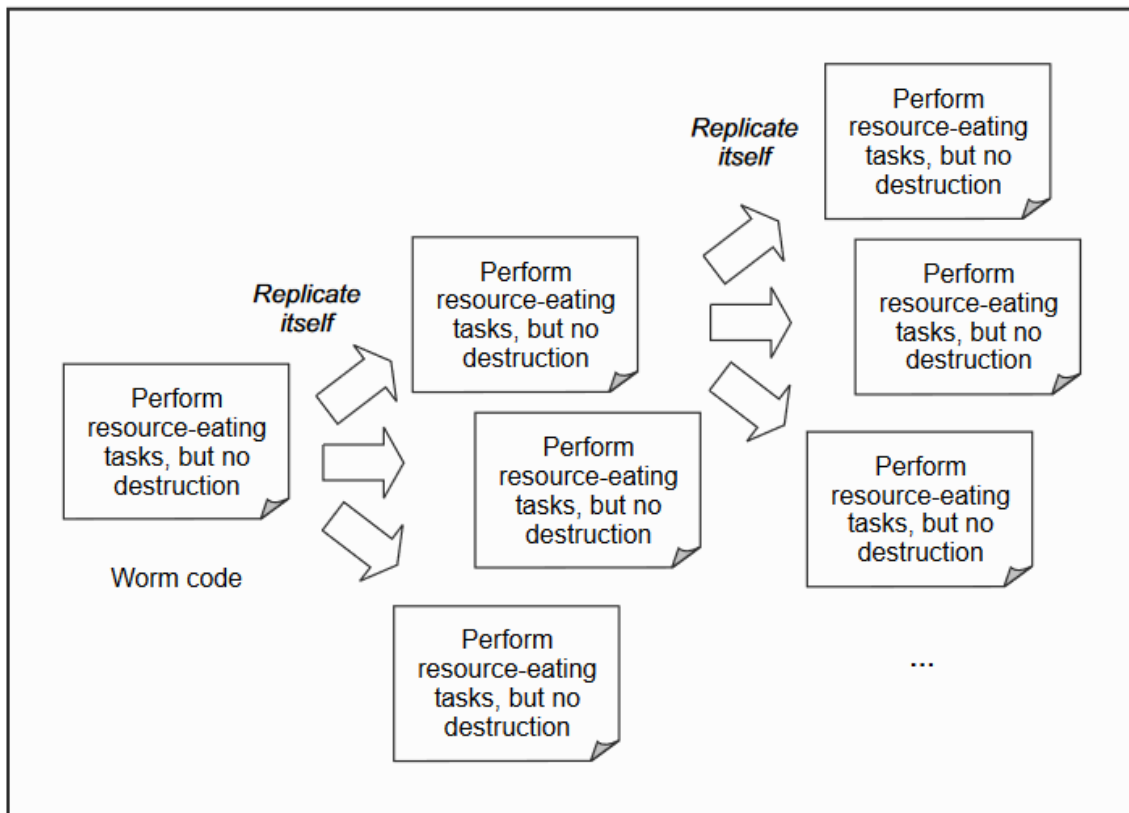 Perform
resource-eating
tasks, but no
destruction
Worm code
Replicate
itself
Perform
resource-eating
tasks, but no
destruction
Perform
resource-eating
tasks, but no
destruction
Perform
resource-eating
tasks, but no
destruction
Replicate
itself
Perform
resource-eating
tasks, but no
destruction
Perform
resource-eating
tasks, but no
destruction
Perform
resource-eating
tasks, but no
destruction
...